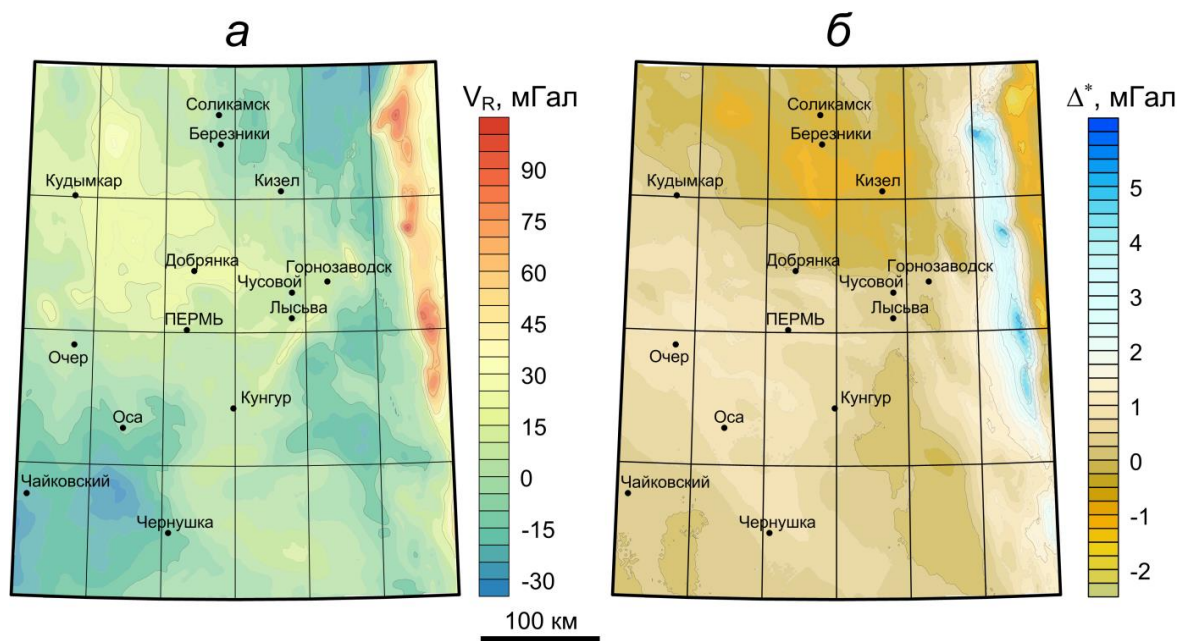 а
б
V_R, мГал
Δ*, мГал
Соликамск
Березники
Кудымкар
Кизел
Добрянка
Горнозаводск
Чусовой
Лысьва
ПЕРМЬ
Очер
Кунгур
Оса
Чайковский
Чернушка
90
75
60
45
30
15
0
-15
-30
Соликамск
Березники
Кудымкар
Кизел
Добрянка
Горнозаводск
Чусовой
Лысьва
ПЕРМЬ
Очер
Кунгур
Оса
Чайковский
Чернушка
5
4
3
2
1
0
-1
-2
100 км